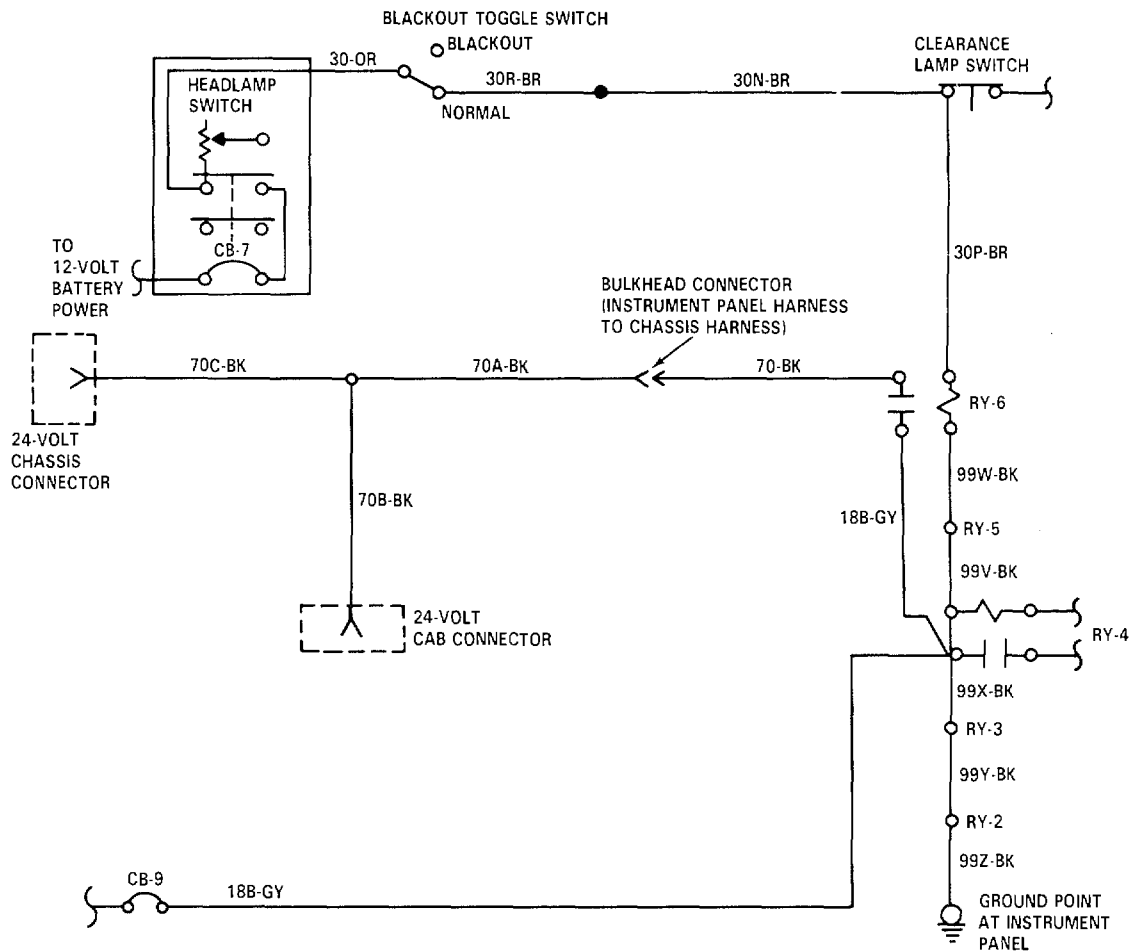 BLACKOUT TOGGLE SWITCH
BLACKOUT
30-OR
30R-BR
30N-BR
CLEARANCE
LAMP SWITCH
HEADLAMP
SWITCH
NORMAL
CB-7
TO
12-VOLT
BATTERY
POWER
30P-BR
BULKHEAD CONNECTOR
(INSTRUMENT PANEL HARNESS
TO CHASSIS HARNESS)
70C-BK
70A-BK
70-BK
RY-6
24-VOLT
CHASSIS
CONNECTOR
99W-BK
70B-BK
18B-GY
RY-5
99V-BK
24-VOLT
CAB CONNECTOR
RY-4
99X-BK
RY-3
99Y-BK
RY-2
99Z-BK
CB-9
18B-GY
GROUND POINT
AT INSTRUMENT
PANEL